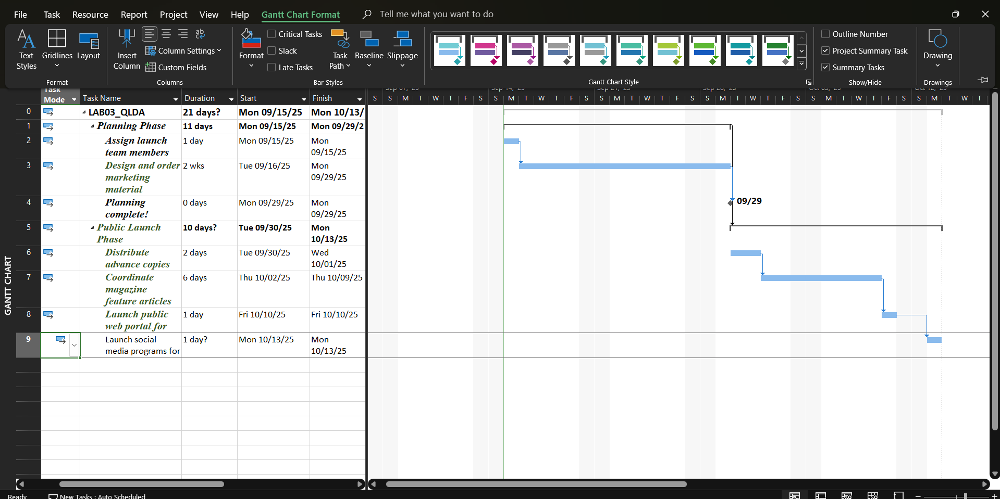 File Task Resource Report Project View Help Gantt Chart Format Tell me what you want to do
Text Styles
Gridlines
Layout
Format
Insert Column
Column Settings
Custom Fields
Columns
Format
Critical Tasks
Slack
Late Tasks
Task Path
Baseline
Slippage
Bar Styles
Gantt Chart Style
Outline Number
Project Summary Task
Summary Tasks
Show/Hide
Drawing
Drawings
Task Mode Task Name Duration Start Finish
S S M T W T F S S M T W T F S S M T W T F S S M T W T F S S M T W T F S S M T W T
0 LAB03_QLDA 21 days? Mon 09/15/25 Mon 10/13/
1 Planning Phase 11 days Mon 09/15/25 Mon 09/29/2
2 Assign launch 1 day Mon 09/15/25 Mon
team members 09/15/25
3 Design and order 2 wks Tue 09/16/25 Mon
marketing 09/29/25
material
4 Planning 0 days Mon 09/29/25 Mon
complete! 09/29/25
09/29
5 Public Launch 10 days? Tue 09/30/25 Mon
Phase 10/13/25
6 Distribute 2 days Tue 09/30/25 Wed
advance copies 10/01/25
7 Coordinate 6 days Thu 10/02/25 Thu 10/09/25
magazine
feature articles
8 Launch public 1 day Fri 10/10/25 Fri 10/10/25
web portal for
9 Launch social 1 day? Mon 10/13/25 Mon
media programs for 10/13/25
GANTT CHART
Ready New Tasks : Auto Scheduled